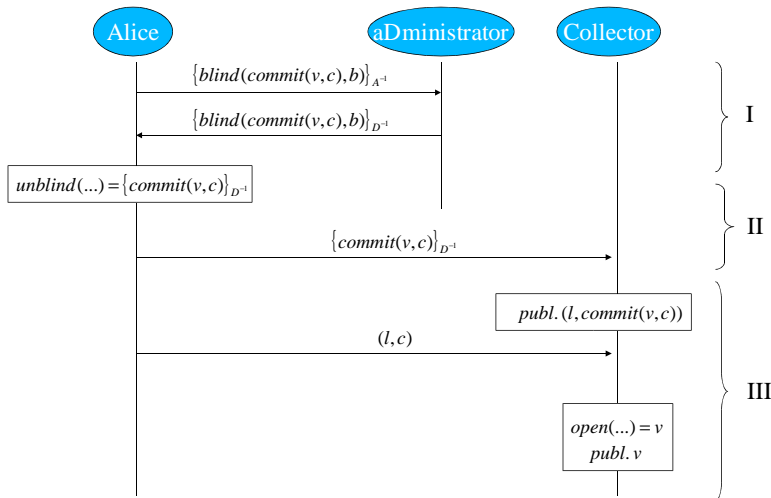 Alice
aDministrator
Collector
{blind(commit(v,c),b)}_{A^{-1}}
I
{blind(commit(v,c),b)}_{D^{-1}}
unblind(...) = {commit(v,c)}_{D^{-1}}
II
{commit(v,c)}_{D^{-1}}
publ.(l,commit(v,c))
(l,c)
III
open(...) = v
publ. v